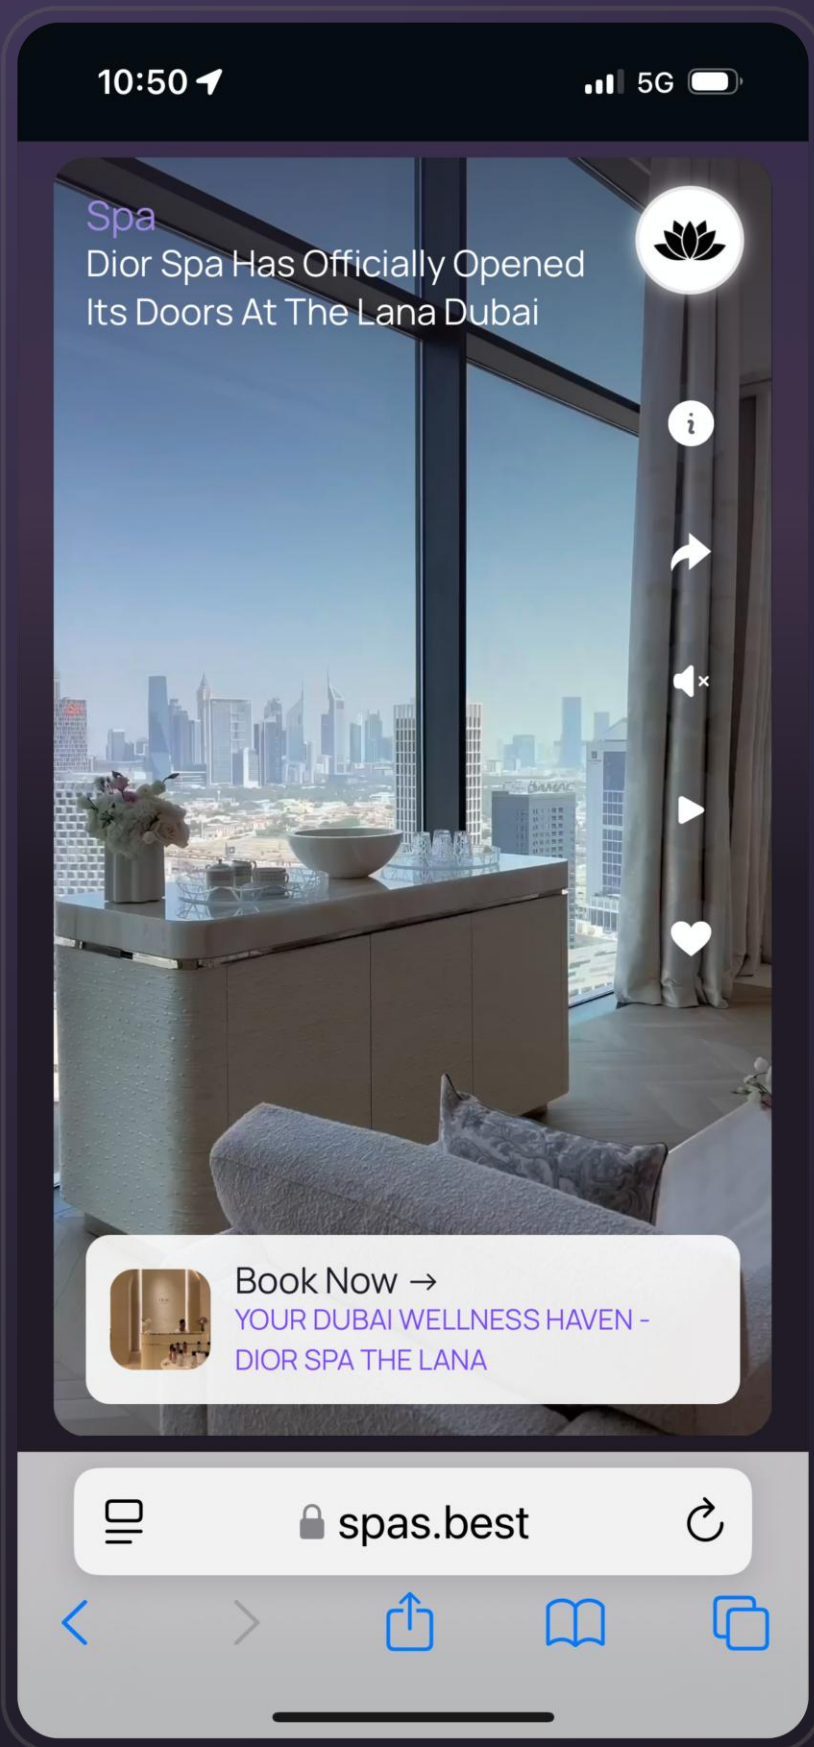 10:50
5G
Spa
Dior Spa Has Officially Opened
Its Doors At The Lana Dubai
i
DAMAC
Book Now →
YOUR DUBAI WELLNESS HAVEN -
DIOR SPA THE LANA
spas.best